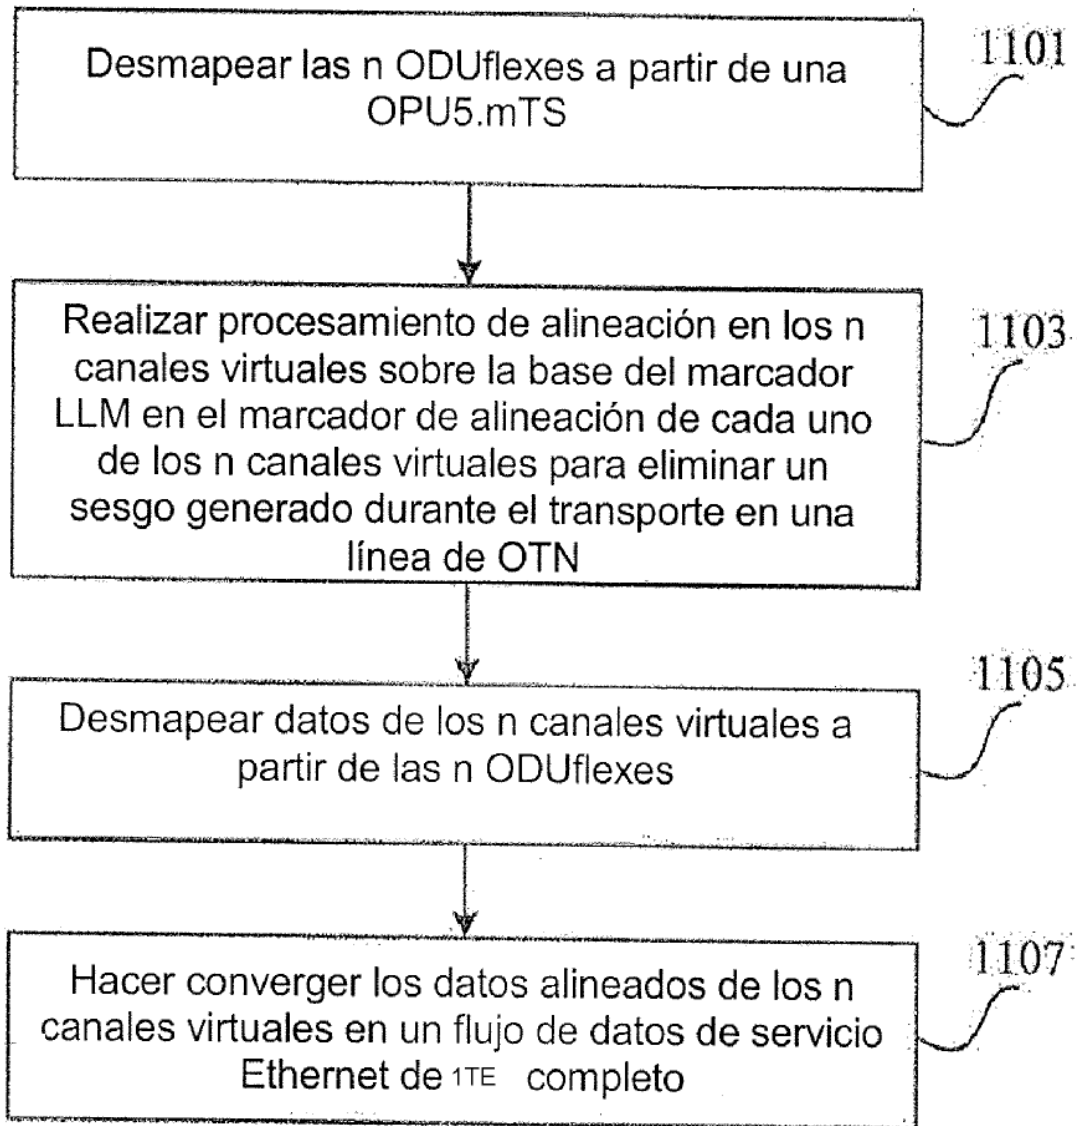 Desmapear las n ODUflexes a partir de una
OPU5.mTS
1101
Realizar procesamiento de alineación en los n
canales virtuales sobre la base del marcador
LLM en el marcador de alineación de cada uno
de los n canales virtuales para eliminar un
sesgo generado durante el transporte en una
línea de OTN
1103
Desmapear datos de los n canales virtuales a
partir de las n ODUflexes
1105
Hacer converger los datos alineados de los n
canales virtuales en un flujo de datos de servicio
Ethernet de 1TE completo
1107